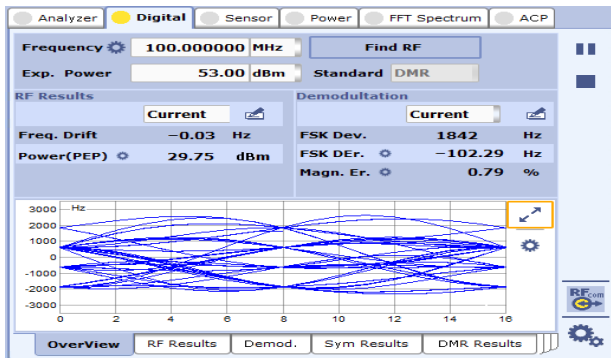 Analyzer Digital Sensor Power FFT Spectrum ACP
Frequency 100.000000 MHz Find RF
Exp. Power 53.00 dBm Standard DMR
RF Results Demodultation
Current Current
Freq. Drift −0.03 Hz FSK Dev. 1842 Hz
Power(PEP) 29.75 dBm FSK DEr. −102.29 Hz
Magn. Er. 0.79 %
3000 Hz
2000
1000
0
-1000
-2000
-3000
0 2 4 6 8 10 12 14 16
RFcom
OverView RF Results Demod. Sym Results DMR Results